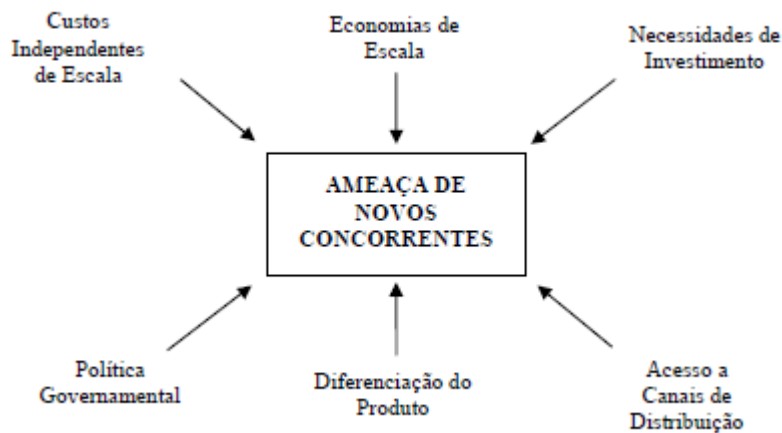 Custos
Independentes
de Escala
Economias de
Escala
Necessidades de
Investimento
AMEAÇA DE
NOVOS
CONCORRENTES
Política
Governamental
Diferenciação do
Produto
Acesso a
Canais de
Distribuição